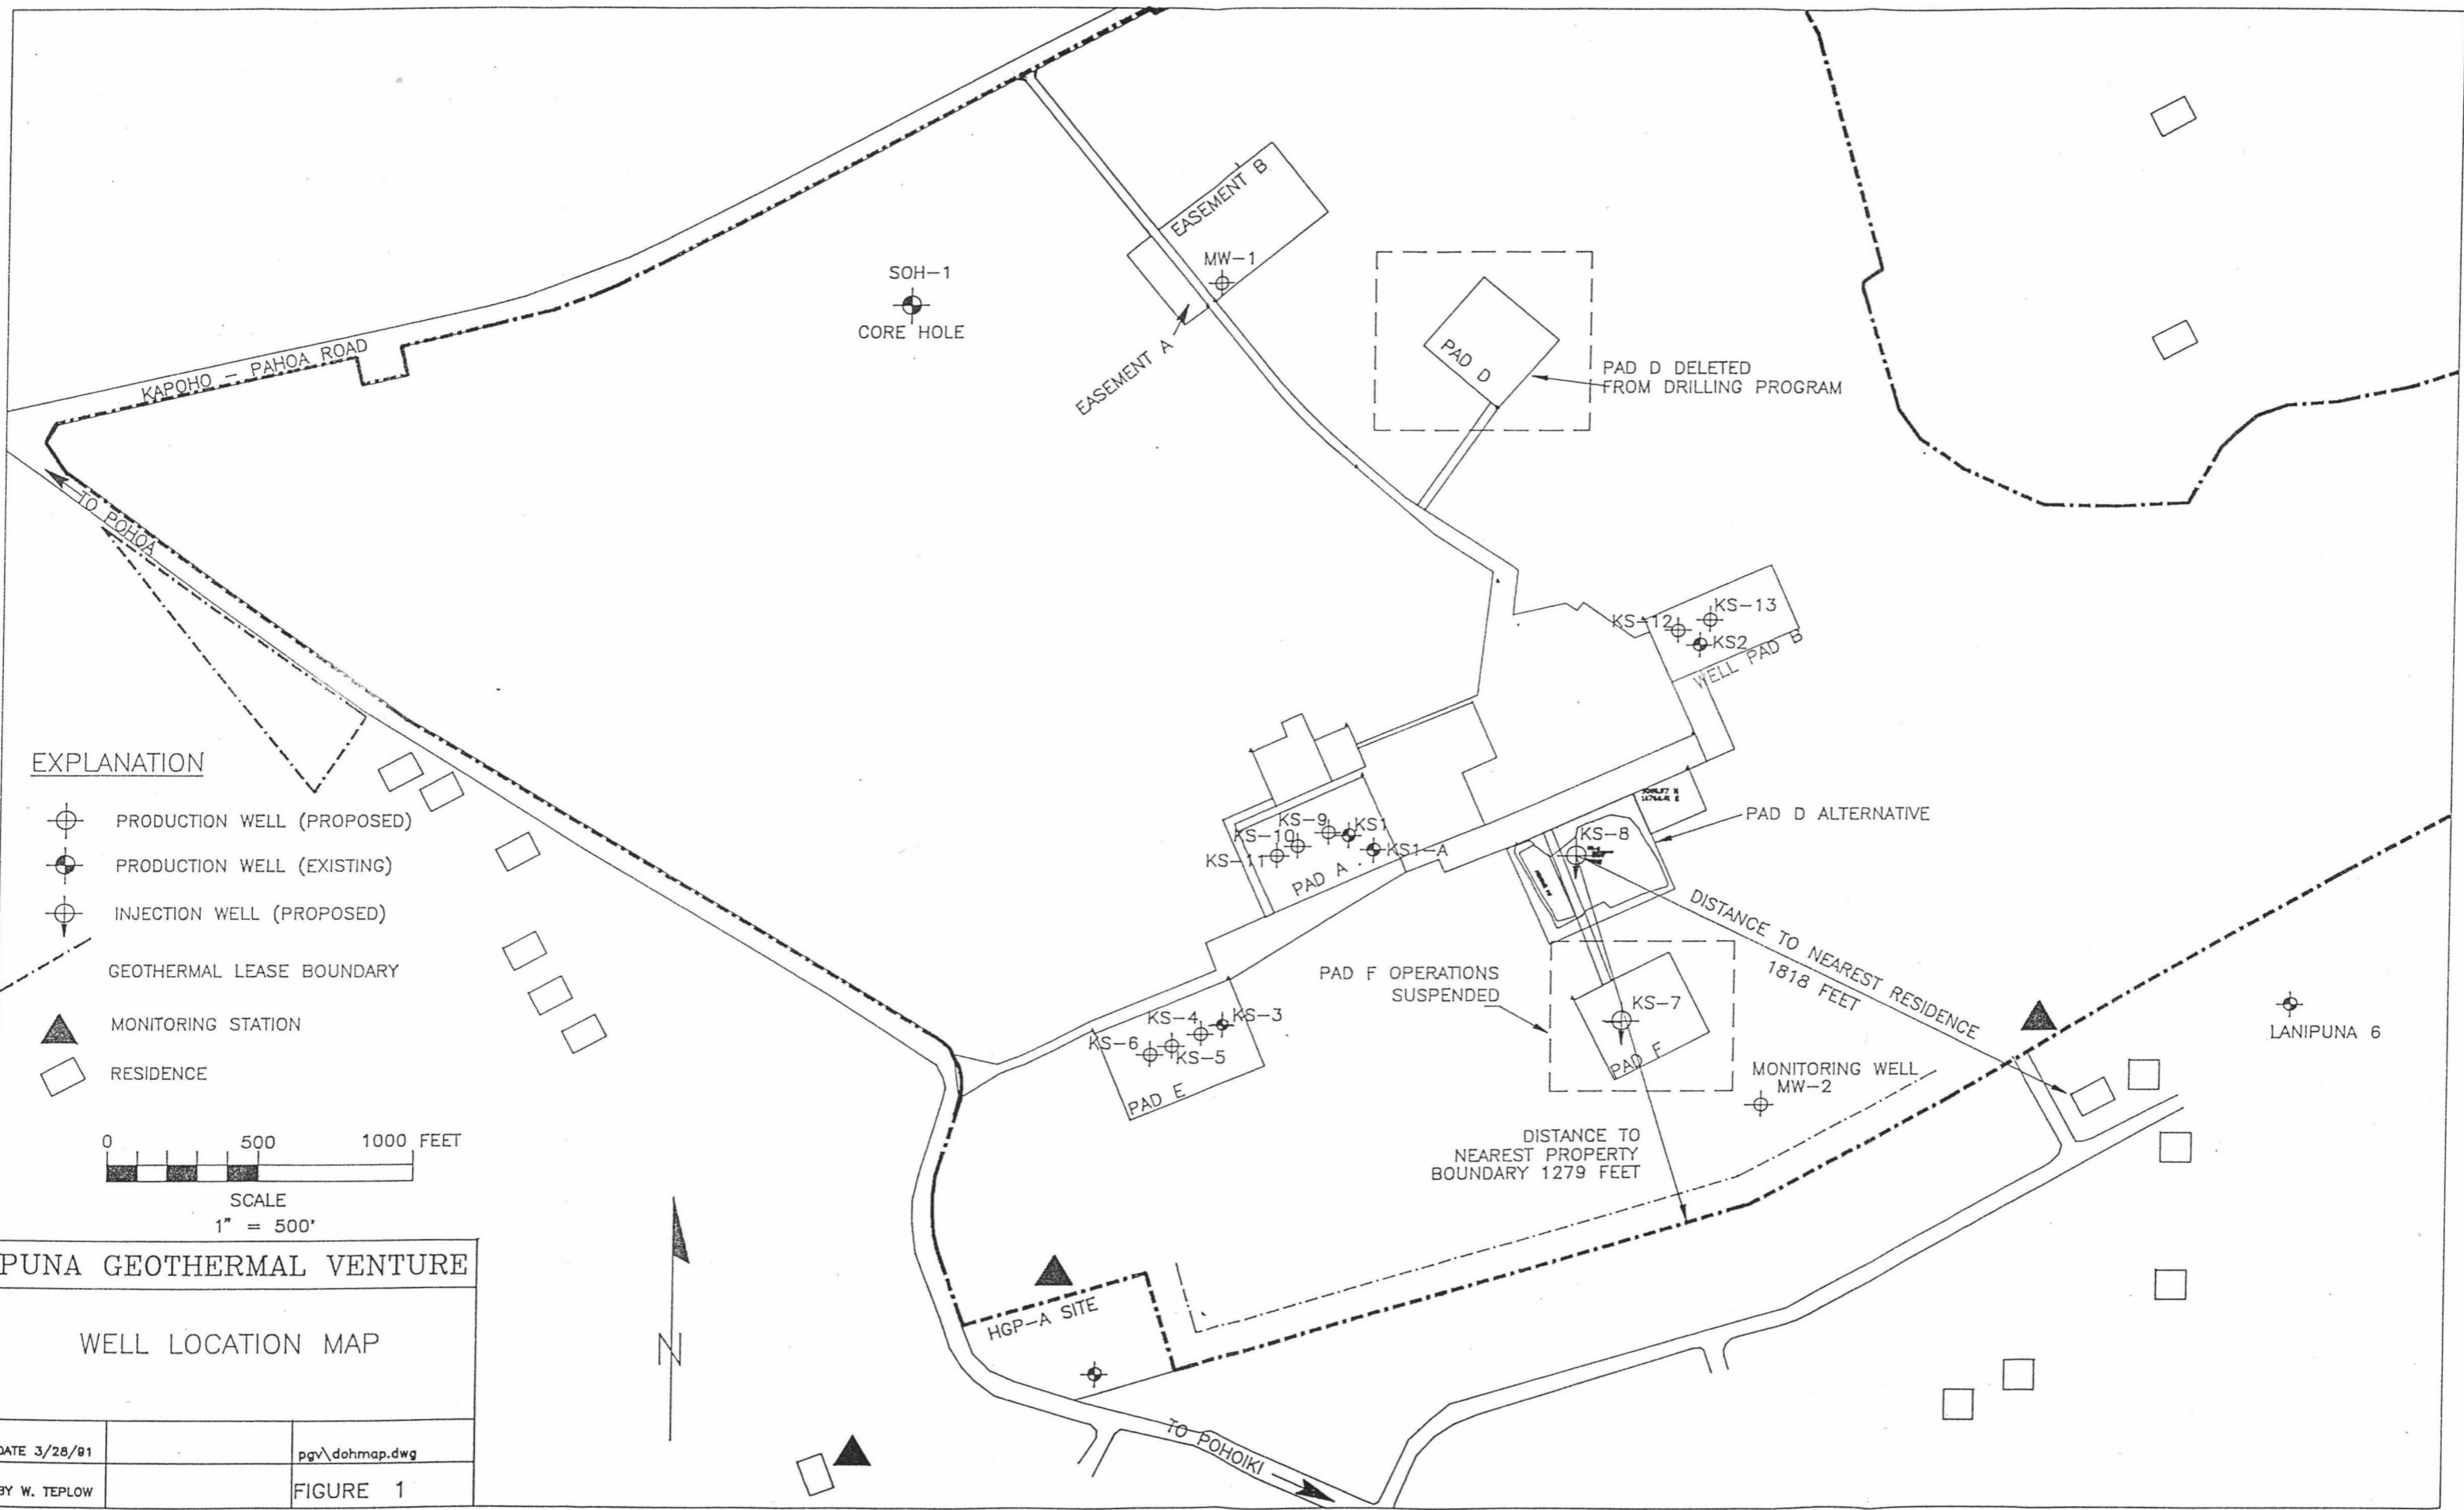 SOH-1
CORE HOLE
EASEMENT B
MW-1
EASEMENT A
PAD D
PAD D DELETED
FROM DRILLING PROGRAM
KAPOHO - PAHOA ROAD
TO POHOA
KS-12
KS-13
KS2
WELL PAD B
KS-9
KS1
KS-10
KS-11
KS1-A
PAD A
KS-8
PAD D ALTERNATIVE
DISTANCE TO NEAREST RESIDENCE
1818 FEET
PAD F OPERATIONS
SUSPENDED
KS-7
PAD F
KS-4
KS-3
KS-6
KS-5
PAD E
MONITORING WELL
MW-2
LANIPUNA 6
DISTANCE TO
NEAREST PROPERTY
BOUNDARY 1279 FEET
HGP-A SITE
TO POHOIKI
N
EXPLANATION
PRODUCTION WELL (PROPOSED)
PRODUCTION WELL (EXISTING)
INJECTION WELL (PROPOSED)
GEOTHERMAL LEASE BOUNDARY
MONITORING STATION
RESIDENCE
0 500 1000 FEET
SCALE
1" = 500'
PUNA GEOTHERMAL VENTURE
WELL LOCATION MAP
DATE 3/28/91
pgv\dohmap.dwg
BY W. TEPLOW
FIGURE 1